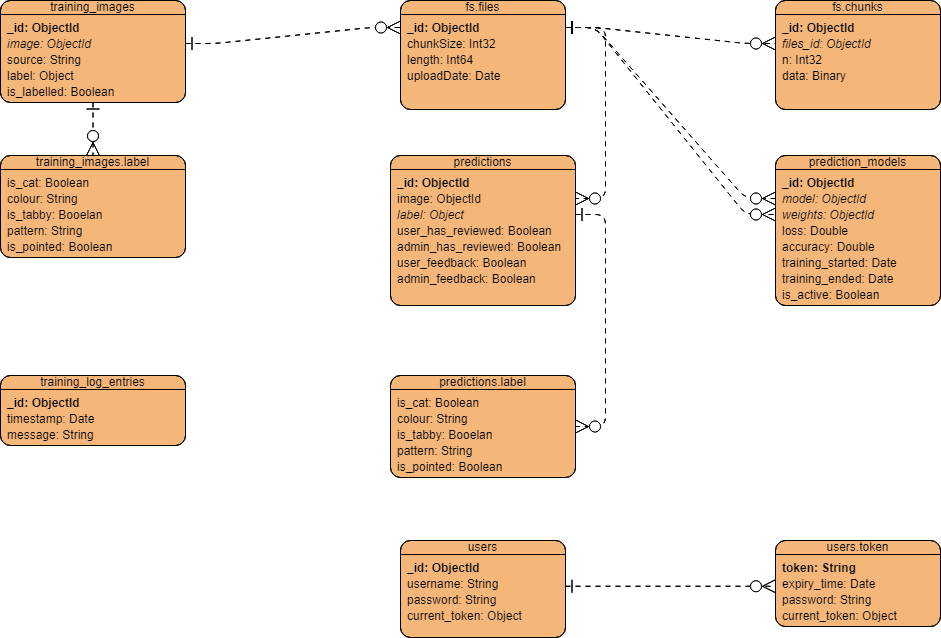 training_images
_id: ObjectId
image: ObjectId
source: String
label: Object
is_labelled: Boolean
fs.files
_id: ObjectId
chunkSize: Int32
length: Int64
uploadDate: Date
fs.chunks
_id: ObjectId
files_id: ObjectId
n: Int32
data: Binary
training_images.label
is_cat: Boolean
colour: String
is_tabby: Booelan
pattern: String
is_pointed: Boolean
predictions
_id: ObjectId
image: ObjectId
label: Object
user_has_reviewed: Boolean
admin_has_reviewed: Boolean
user_feedback: Boolean
admin_feedback: Boolean
prediction_models
_id: ObjectId
model: ObjectId
weights: ObjectId
loss: Double
accuracy: Double
training_started: Date
training_ended: Date
is_active: Boolean
training_log_entries
_id: ObjectId
timestamp: Date
message: String
predictions.label
is_cat: Boolean
colour: String
is_tabby: Booelan
pattern: String
is_pointed: Boolean
users
_id: ObjectId
username: String
password: String
current_token: Object
users.token
token: String
expiry_time: Date
password: String
current_token: Object